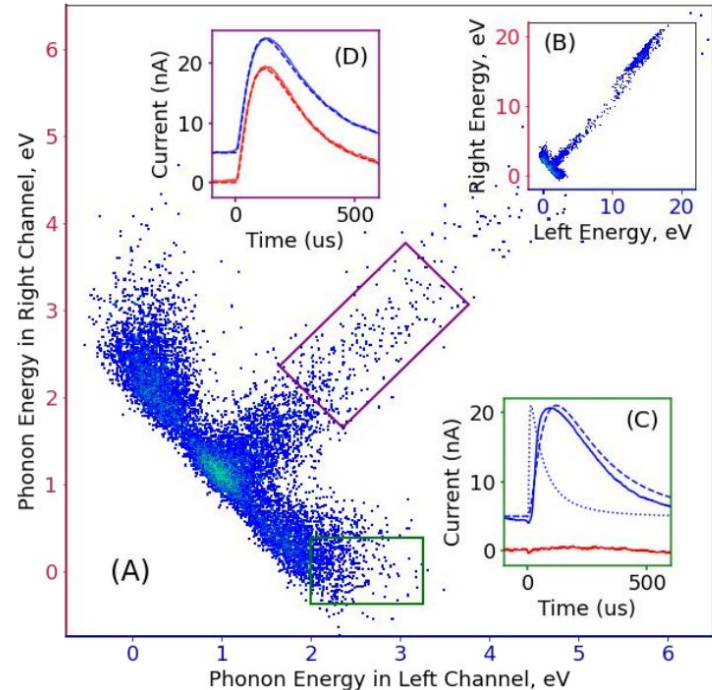 Phonon Energy in Right Channel, eV
6
5
4
3
2
1
0
(A)
0 1 2 3 4 5 6
Phonon Energy in Left Channel, eV
(D)
Current (nA)
20
10
0
0 500
Time (us)
(B)
Right Energy, eV
20
10
0
0 10 20
Left Energy, eV
(C)
Current (nA)
20
10
0
0 500
Time (us)